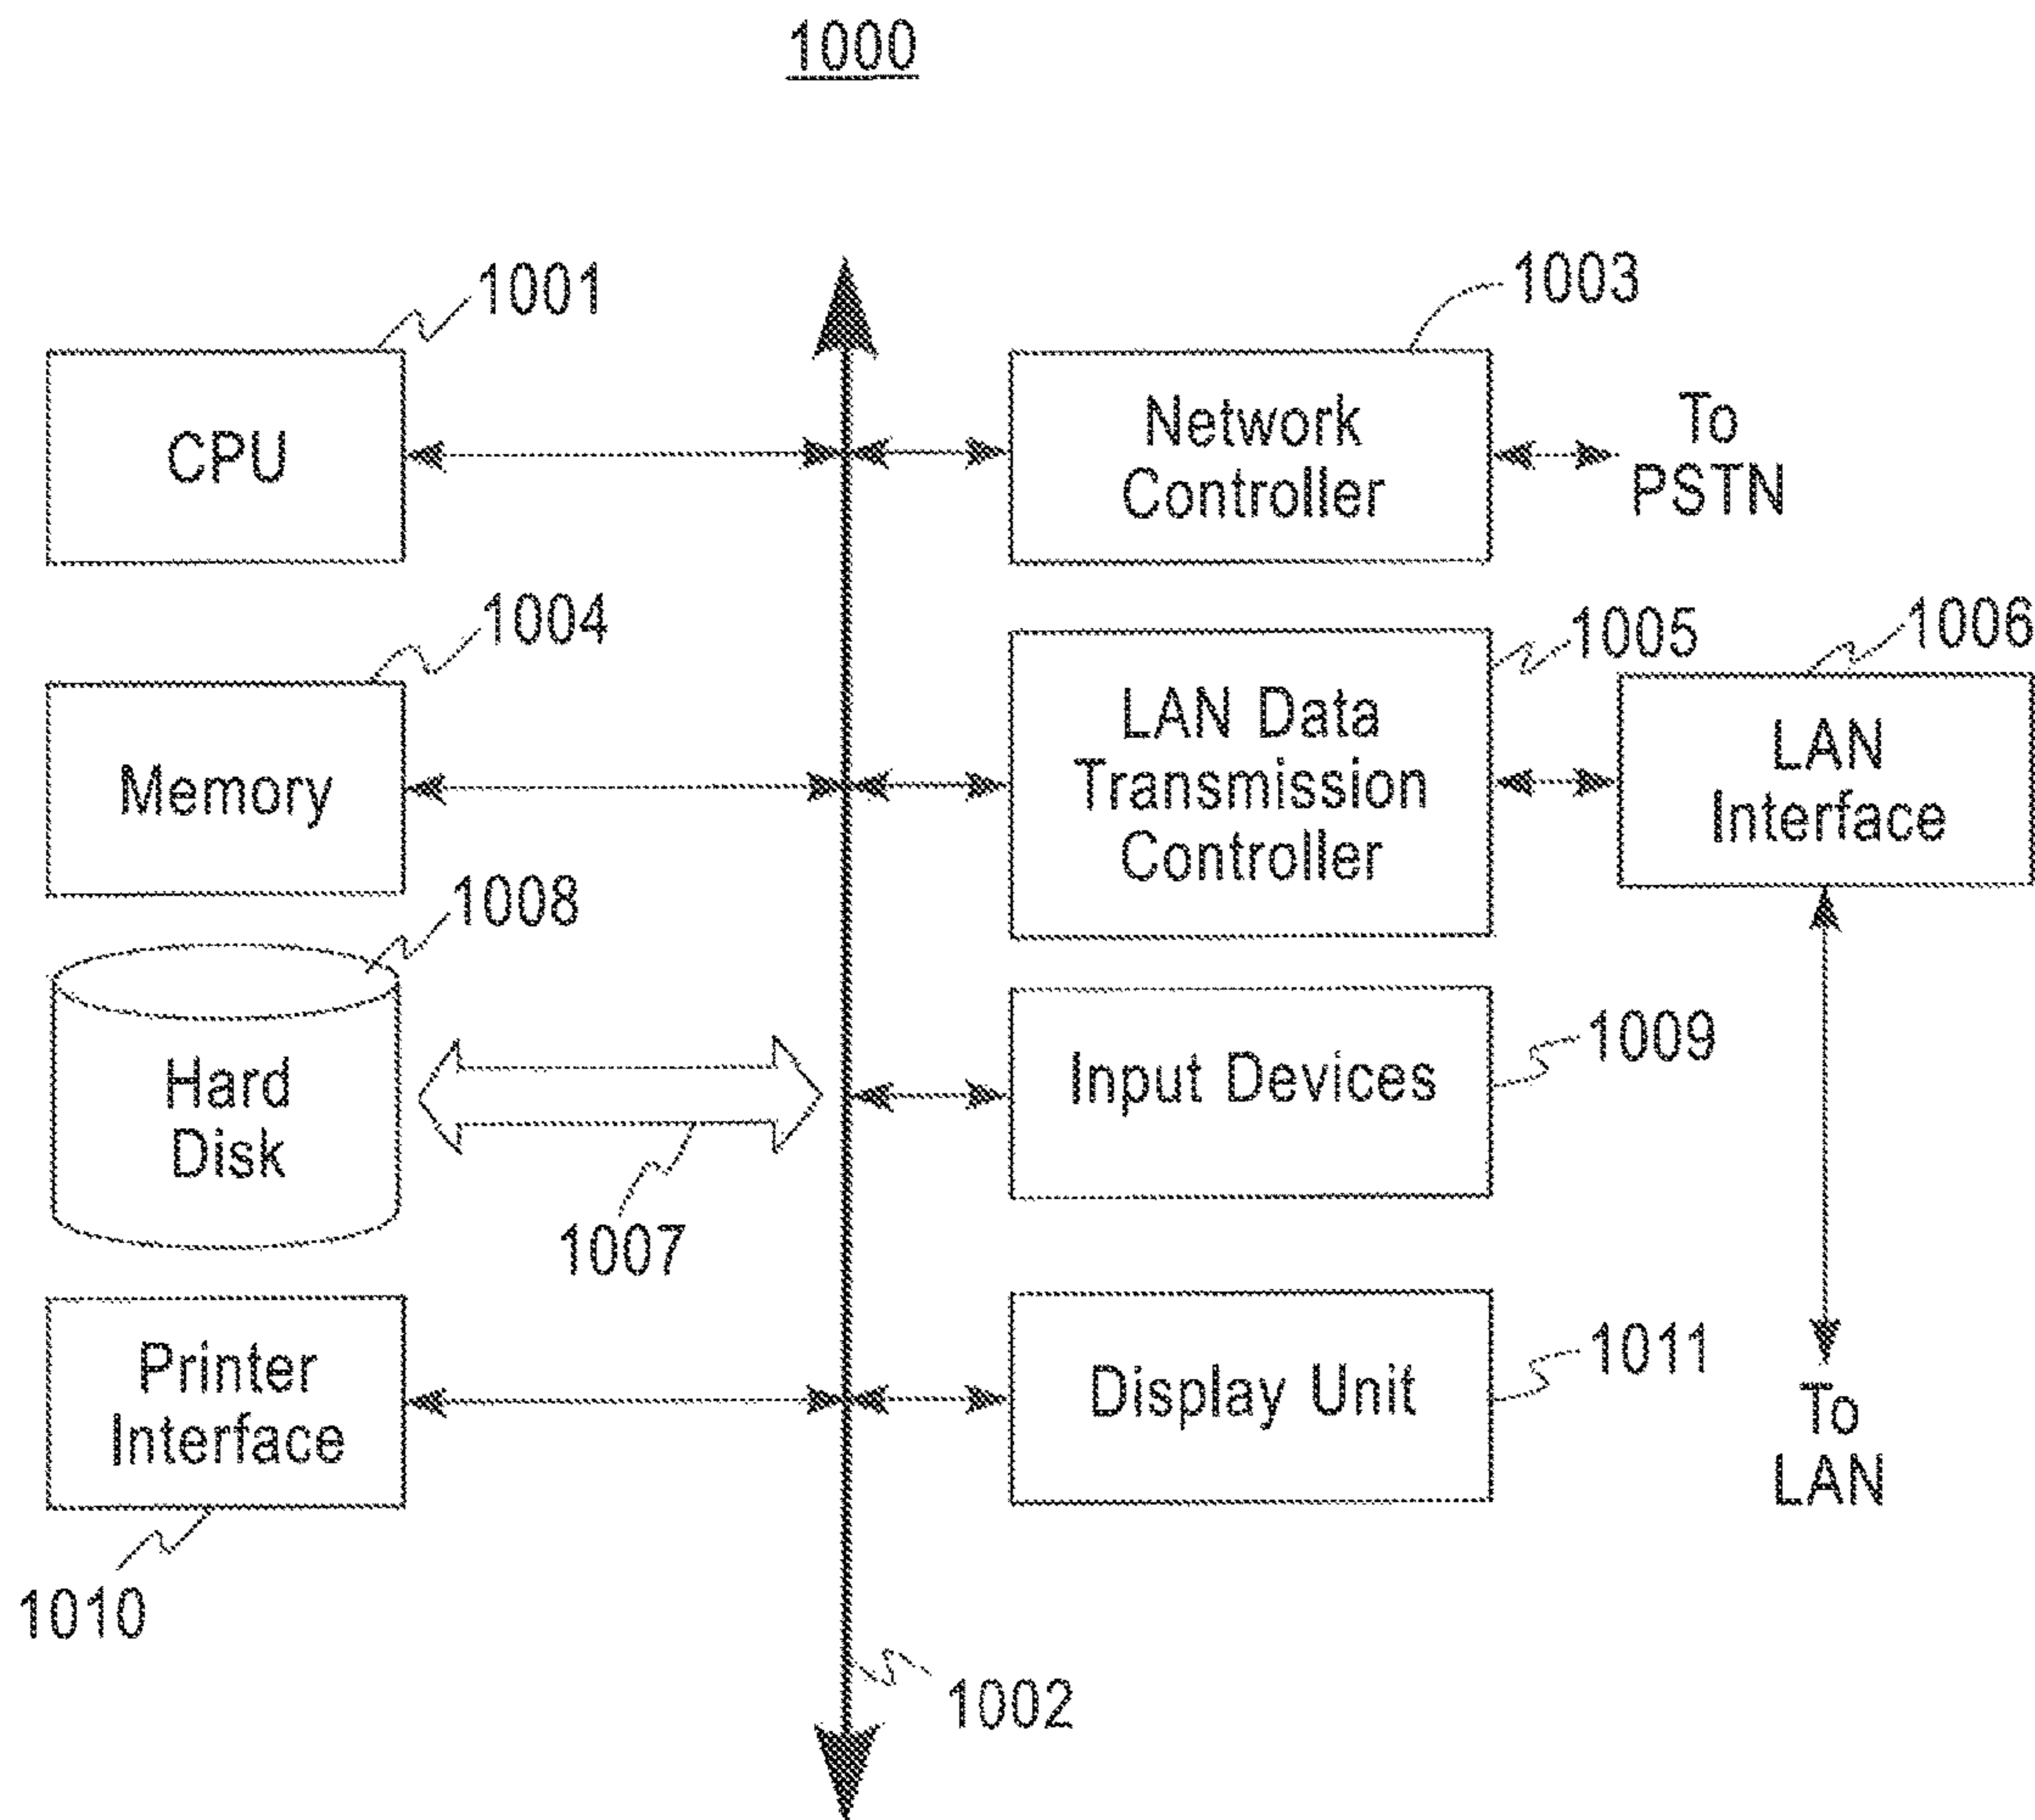 1000
1001
CPU
1003
Network
Controller
To
PSTN
1004
Memory
1005
LAN Data
Transmission
Controller
1006
LAN
Interface
1008
Hard
Disk
1007
Input Devices
1009
Printer
Interface
1010
Display Unit
1011
To
LAN
1002